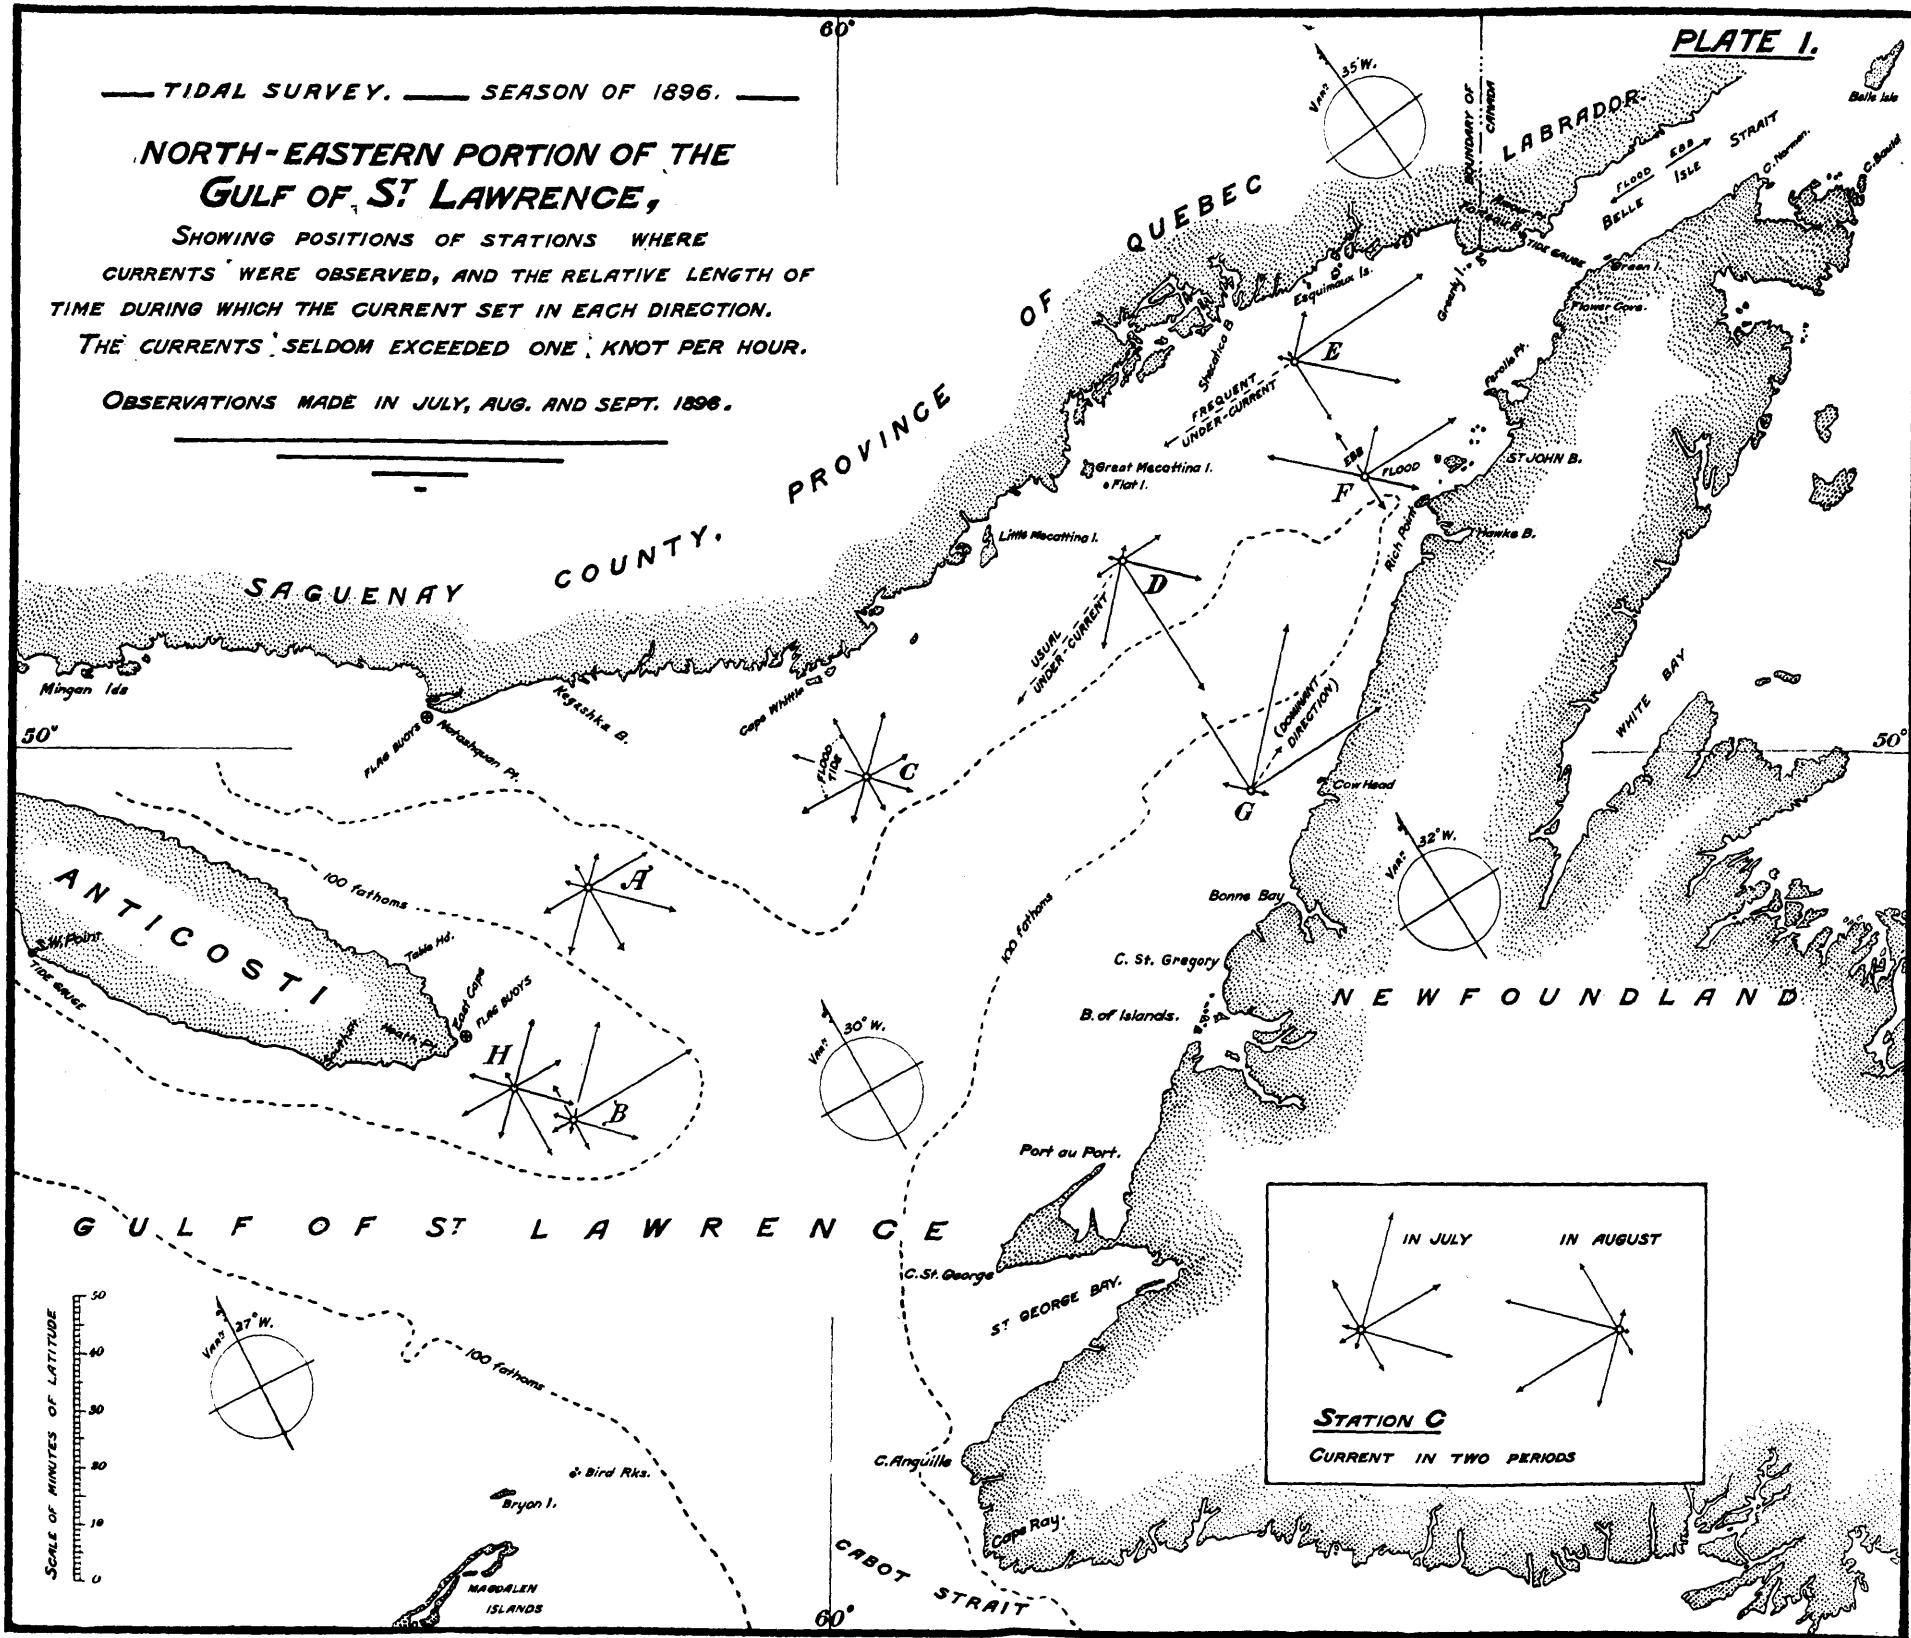 60°
PLATE 1.
TIDAL SURVEY. SEASON OF 1896.
NORTH-EASTERN PORTION OF THE
GULF OF ST LAWRENCE,
SHOWING POSITIONS OF STATIONS WHERE
CURRENTS WERE OBSERVED, AND THE RELATIVE LENGTH OF
TIME DURING WHICH THE CURRENT SET IN EACH DIRECTION.
THE CURRENTS SELDOM EXCEEDED ONE KNOT PER HOUR.
OBSERVATIONS MADE IN JULY, AUG. AND SEPT. 1896.
VARN 35° W.
BOUNDARY OF
CANADA
LABRADOR.
Belle Isle
BELLE ISLE STRAIT
FLOOD
EBB
C. Norman.
C. Bauld
PROVINCE OF QUEBEC
TIDE GAUGE
Green I.
Flower Cove.
Greenly I.
Esquimaux Is.
Shecatica B
E
FREQUENT
UNDER-CURRENT
Ferolle Pt.
EBB
FLOOD
F
ST JOHN B.
Great Mecattina I.
Flat I.
Rich Point
Hawke B.
Little Mecattina I.
D
USUAL
UNDER-CURRENT
SAGUENAY COUNTY.
Mingan Ids
Kegashka B.
Cape Whittle
FLAG BUOYS
Natashquan Pt.
50°
50°
WHITE BAY
(DOMINANT
DIRECTION)
FLOOD
TIDE
C
G
Cow Head
VARN 32° W.
A
100 fathoms
ANTICOSTI
S.W. Point
TIDE GAUGE
Table Hd.
East Cape
FLAG BUOYS
Heath Pt.
100 fathoms
Bonne Bay
C. St. Gregory
NEWFOUNDLAND
B. of Islands.
H
B
VARN 30° W.
Port au Port.
GULF OF ST LAWRENCE
C. St. George
ST GEORGE BAY.
IN JULY
IN AUGUST
STATION C
CURRENT IN TWO PERIODS
SCALE OF MINUTES OF LATITUDE
50
40
30
20
10
0
VARN 27° W.
100 fathoms
C. Anguille
Bird Rks.
Bryon I.
Cape Ray.
MAGDALEN
ISLANDS
CABOT STRAIT
60°